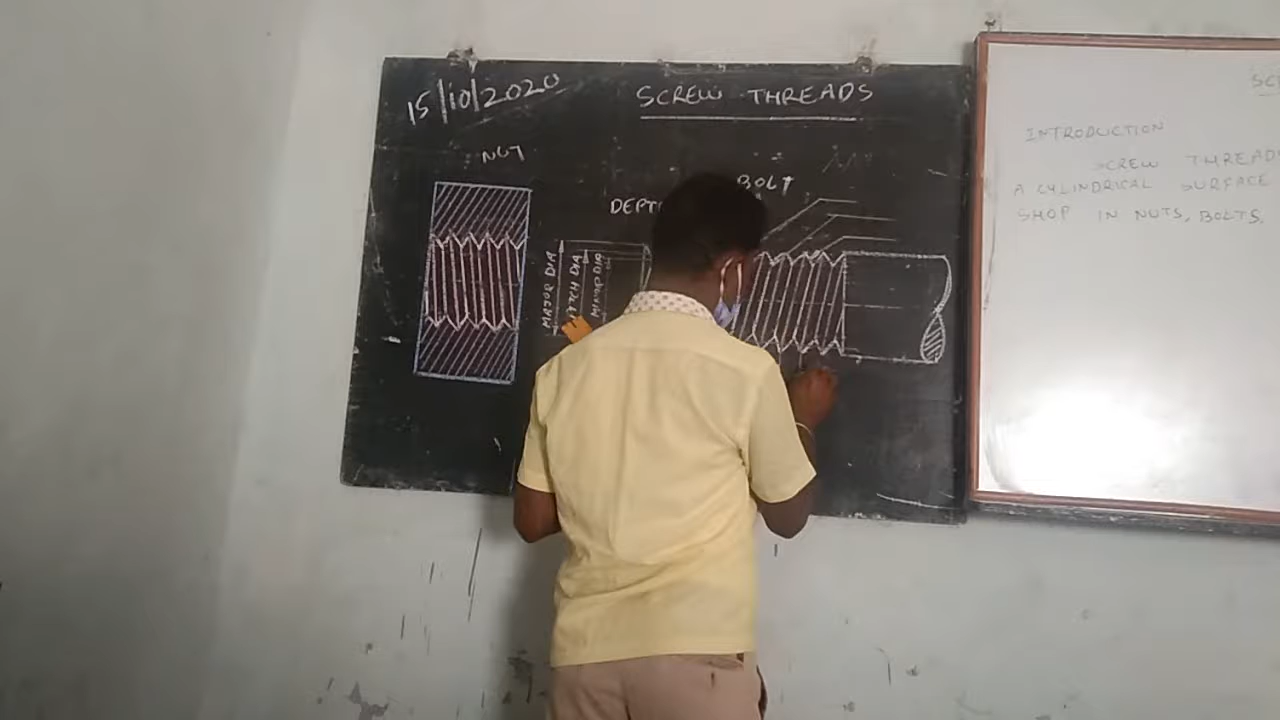 15/10/2020
SCREW THREADS
NUT
BOLT
DEPT
MAJOR DIA
PITCH DIA
MINOR DIA
INTRODUCTION
SCREW THREADS
A CYLINDRICAL SURFACE
SHOP IN NUTS, BOLTS.